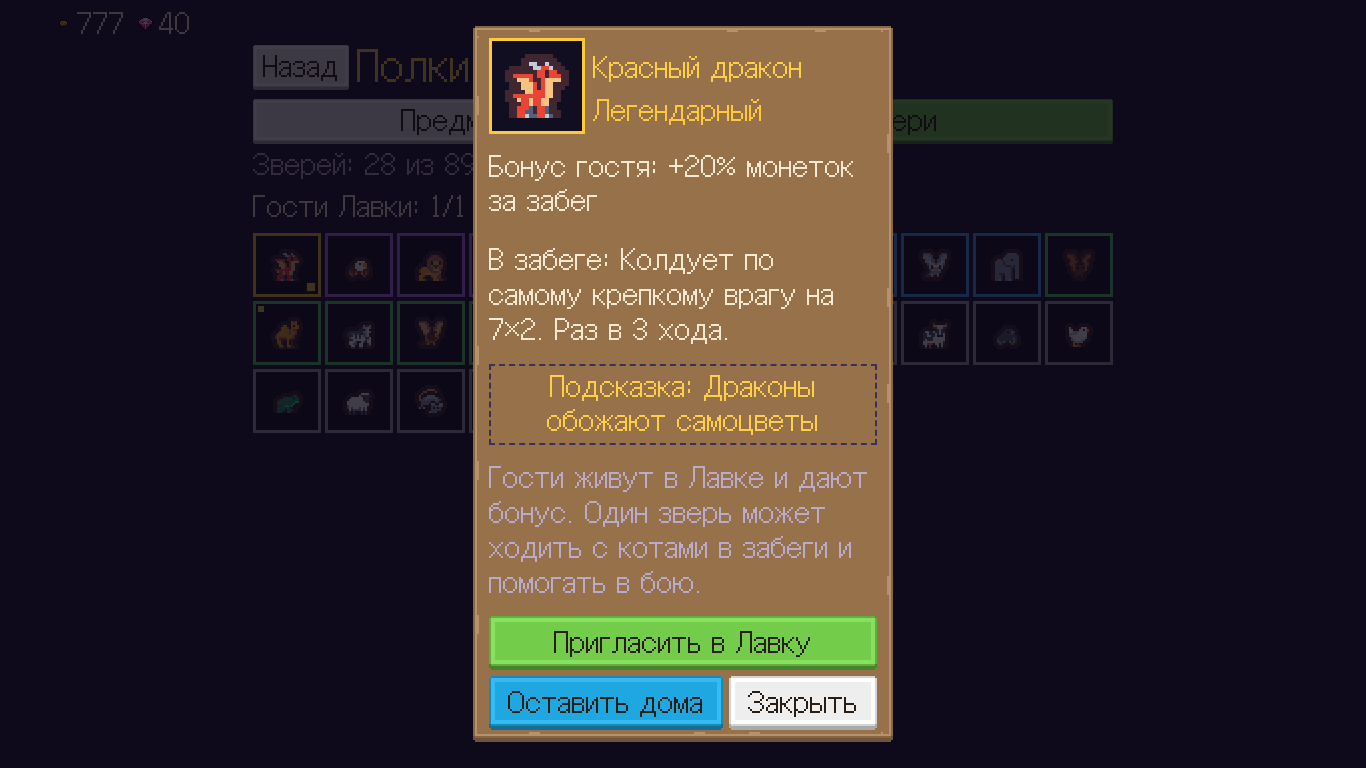 777 40
Назад Полки
Предм
ери
Зверей: 28 из 89
Гости Лавки: 1/1
Красный дракон
Легендарный
Бонус гостя: +20% монеток
за забег
В забеге: Колдует по
самому крепкому врагу на
7×2. Раз в 3 хода.
Подсказка: Драконы
обожают самоцветы
Гости живут в Лавке и дают
бонус. Один зверь может
ходить с котами в забеги и
помогать в бою.
Пригласить в Лавку
Оставить дома
Закрыть